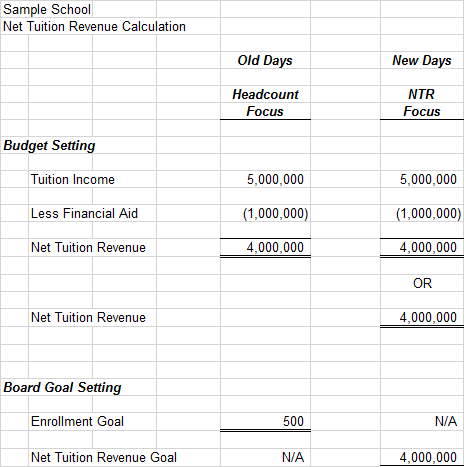 Sample School
Net Tuition Revenue Calculation
Old Days New Days
Headcount NTR
Focus Focus
Budget Setting
Tuition Income 5,000,000 5,000,000
Less Financial Aid (1,000,000) (1,000,000)
Net Tuition Revenue 4,000,000 4,000,000
OR
Net Tuition Revenue 4,000,000
Board Goal Setting
Enrollment Goal 500 N/A
Net Tuition Revenue Goal N/A 4,000,000